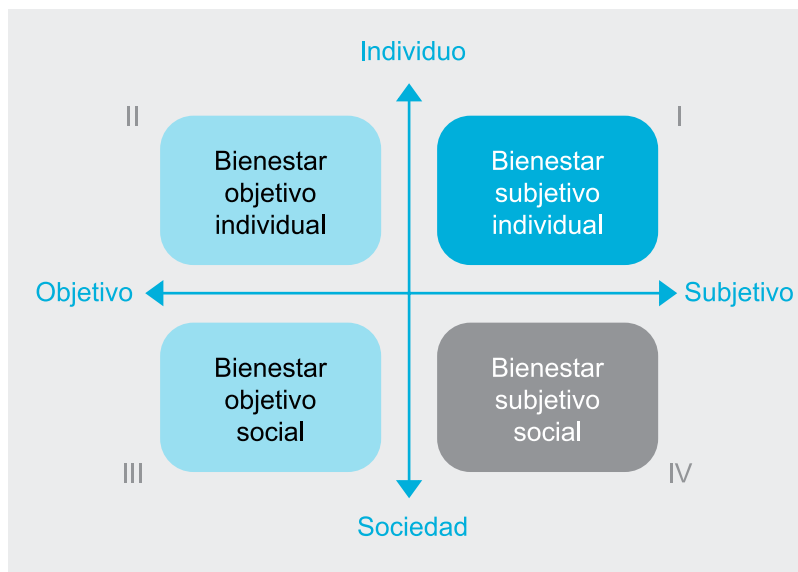 Individuo
II
I
Bienestar
objetivo
individual
Bienestar
subjetivo
individual
Objetivo
Subjetivo
Bienestar
objetivo
social
Bienestar
subjetivo
social
III
IV
Sociedad